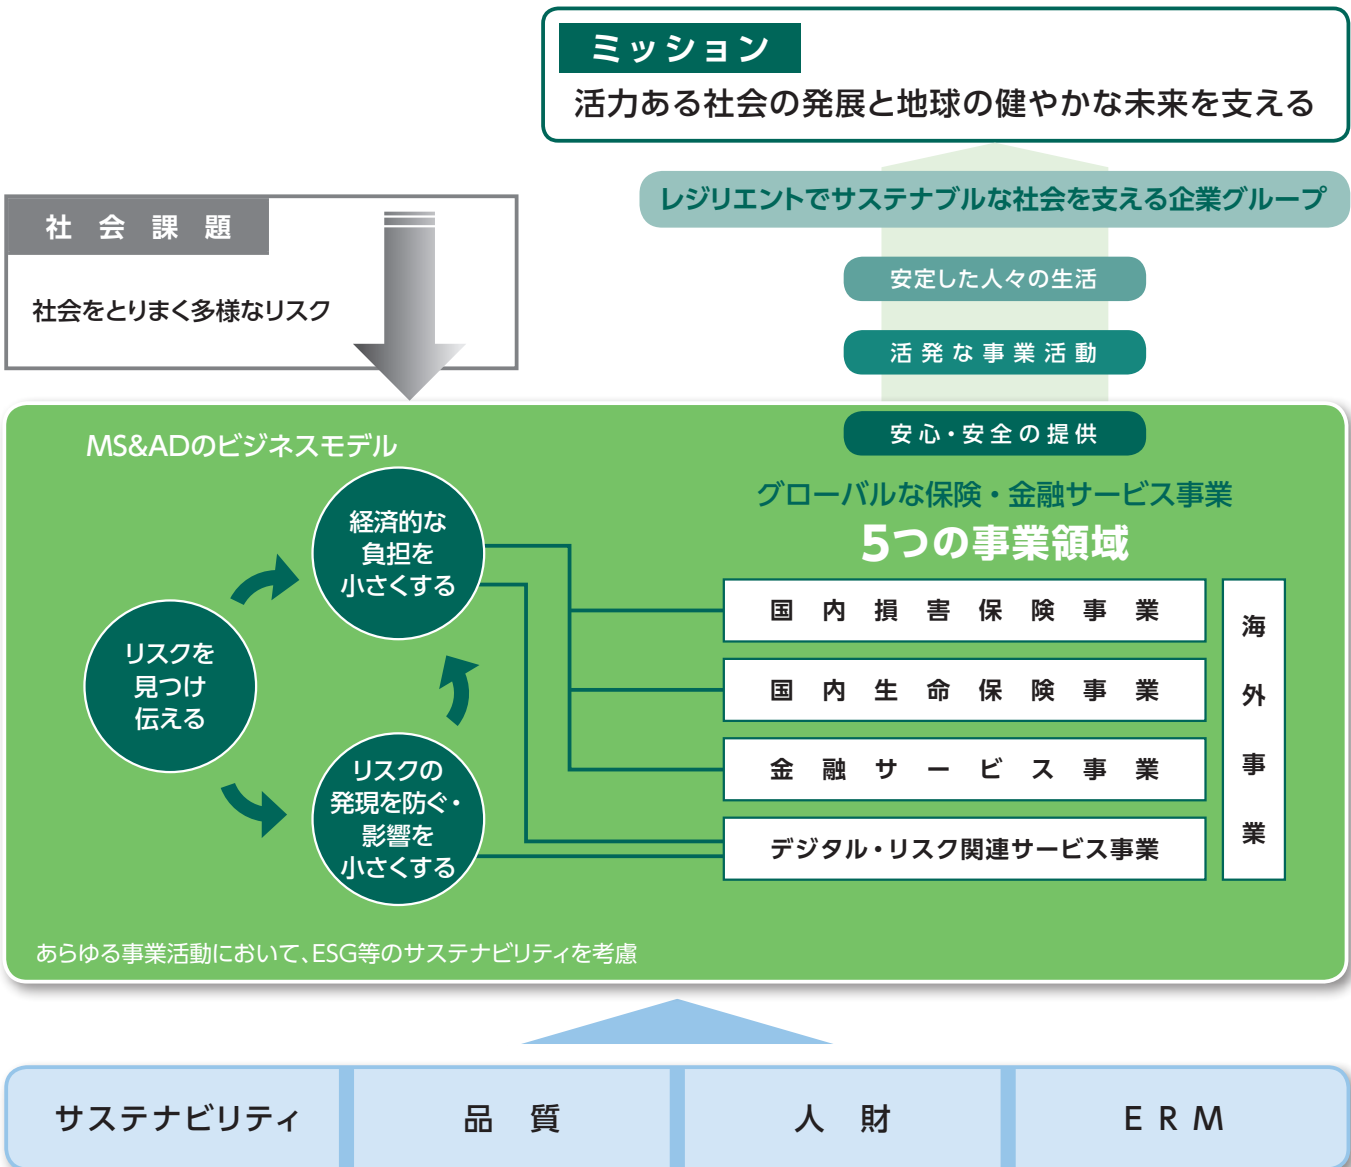 ミッション
活力ある社会の発展と地球の健やかな未来を支える
レジリエントでサステナブルな社会を支える企業グループ
社会課題
社会をとりまく多様なリスク
安定した人々の生活
活発な事業活動
安心・安全の提供
MS&ADのビジネスモデル
経済的な
負担を
小さくする
リスクを
見つけ
伝える
リスクの
発現を防ぐ・
影響を
小さくする
グローバルな保険・金融サービス事業
5つの事業領域
国内損害保険事業
国内生命保険事業
金融サービス事業
デジタル・リスク関連サービス事業
海外事業
あらゆる事業活動において、ESG等のサステナビリティを考慮
サステナビリティ
品質
人財
ERM